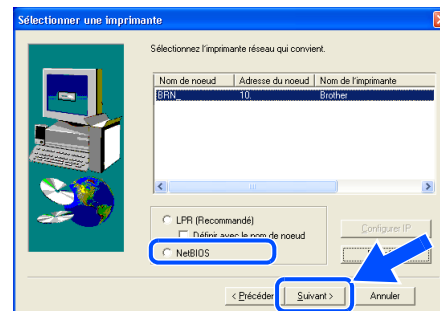 Sélectionner une imprimante
Sélectionnez l'imprimante réseau qui convient.
Nom de noeud Adresse du noeud Nom de l'imprimante
BRN_ 10. Brother
LPR (Recommandé)
Définir avec le nom de noeud
NetBIOS
Configurer IP
< Précédent Suivant > Annuler